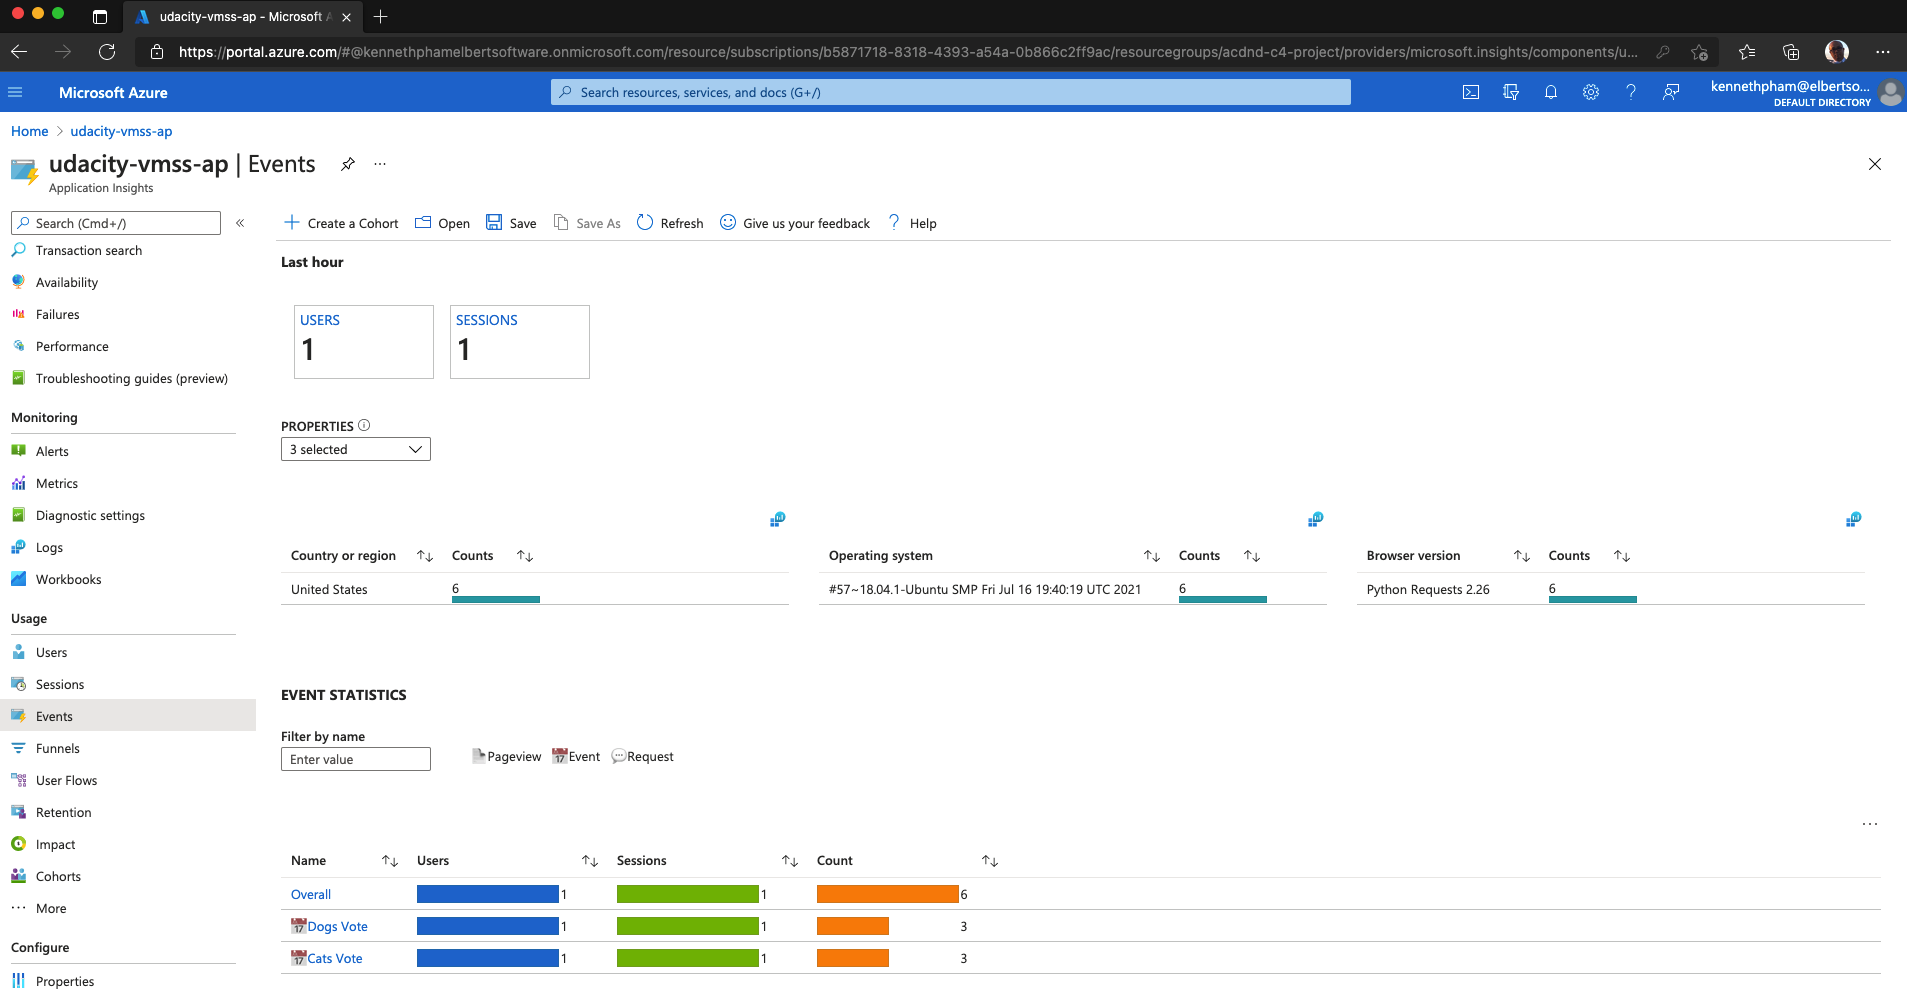 udacity-vmss-ap - Microsoft A
https://portal.azure.com/#@kennethphamelbertsoftware.onmicrosoft.com/resource/subscriptions/b5871718-8318-4393-a54a-0b866c2ff9ac/resourcegroups/acdnd-c4-project/providers/microsoft.insights/components/u...
Microsoft Azure
Search resources, services, and docs (G+/)
kennethpham@elbertso...
DEFAULT DIRECTORY
Home > udacity-vmss-ap
udacity-vmss-ap | Events
Application Insights
Search (Cmd+/)
Transaction search
Availability
Failures
Performance
Troubleshooting guides (preview)
Monitoring
Alerts
Metrics
Diagnostic settings
Logs
Workbooks
Usage
Users
Sessions
Events
Funnels
User Flows
Retention
Impact
Cohorts
More
Configure
Properties
Create a Cohort Open Save Save As Refresh Give us your feedback Help
Last hour
USERS
1
SESSIONS
1
PROPERTIES
3 selected
Country or region Counts
United States 6
Operating system Counts
#57~18.04.1-Ubuntu SMP Fri Jul 16 19:40:19 UTC 2021 6
Browser version Counts
Python Requests 2.26 6
EVENT STATISTICS
Filter by name
Enter value
Pageview Event Request
Name Users Sessions Count
Overall 1 1 6
Dogs Vote 1 1 3
Cats Vote 1 1 3